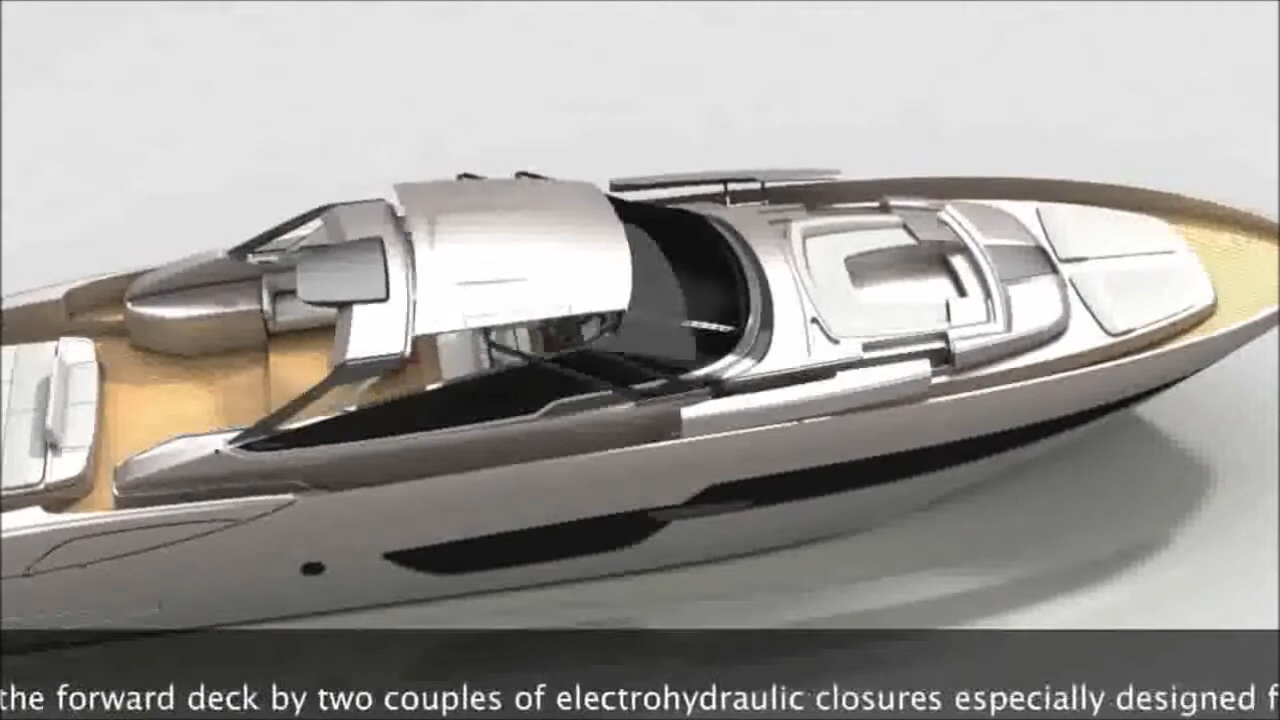 the forward deck by two couples of electrohydraulic closures especially designed f